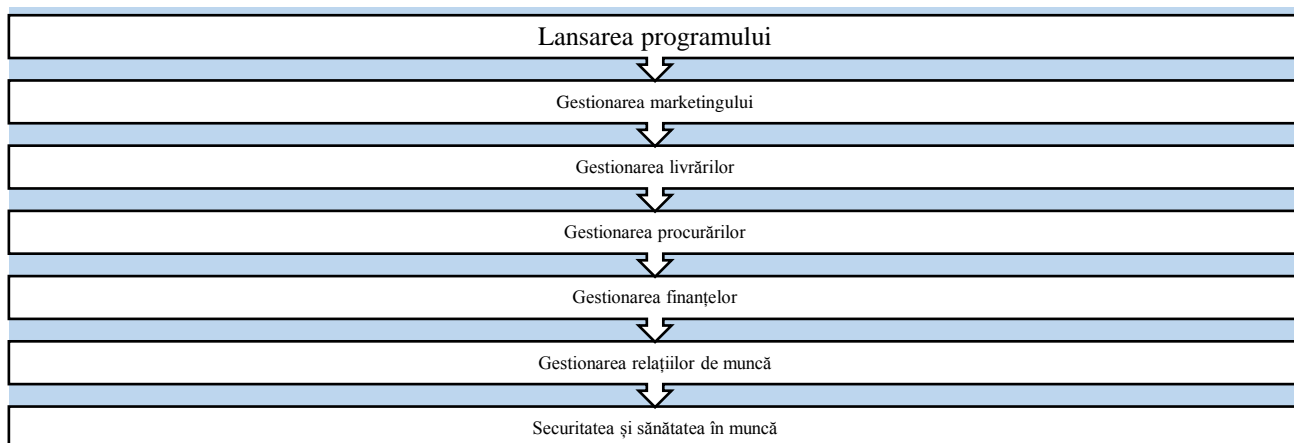 Lansarea programului
Gestionarea marketingului
Gestionarea livrărilor
Gestionarea procurărilor
Gestionarea finanțelor
Gestionarea relațiilor de muncă
Securitatea și sănătatea în muncă